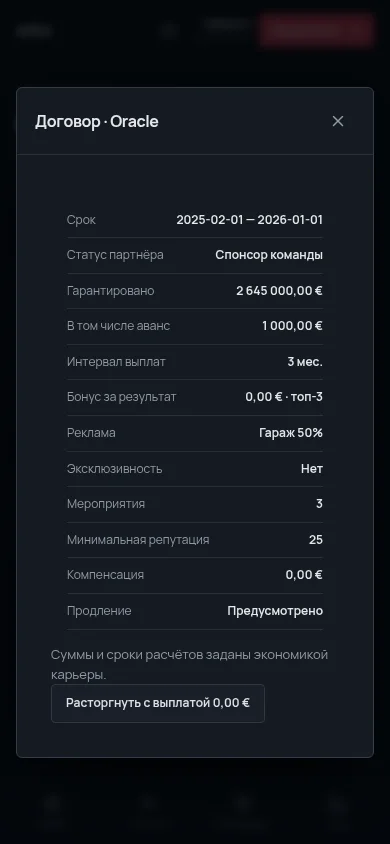 Договор · Oracle
Срок 2025-02-01 — 2026-01-01
Статус партнёра Спонсор команды
Гарантировано 2 645 000,00 €
В том числе аванс 1 000,00 €
Интервал выплат 3 мес.
Бонус за результат 0,00 € · топ-3
Реклама Гараж 50%
Эксклюзивность Нет
Мероприятия 3
Минимальная репутация 25
Компенсация 0,00 €
Продление Предусмотрено
Суммы и сроки расчётов заданы экономикой
карьеры.
Расторгнуть с выплатой 0,00 €